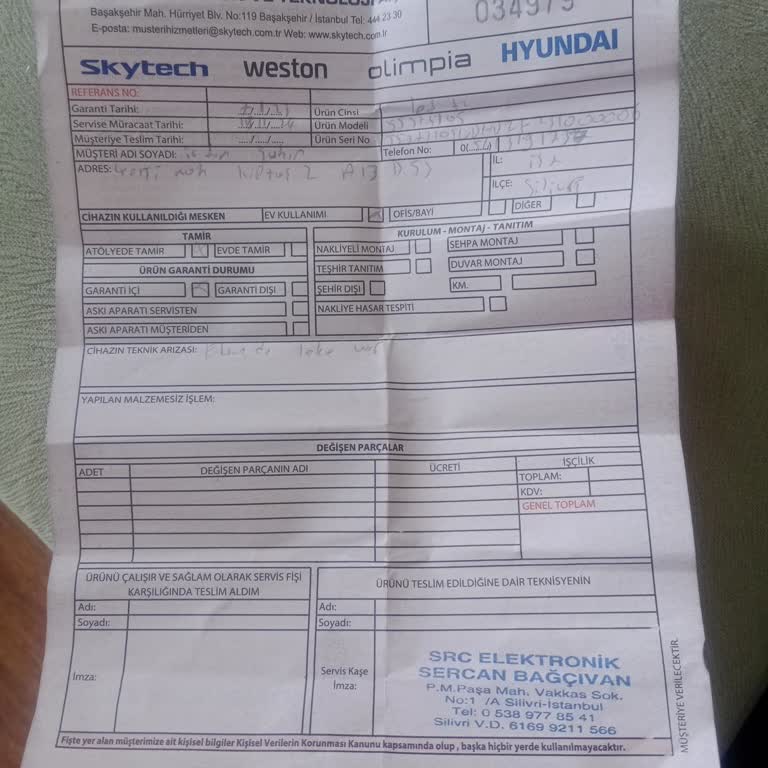 Başakşehir Mah. Hürriyet Blv. No:119 Başakşehir / İstanbul Tel: 444 23 30
E-posta: musterihizmetleri@skytech.com.tr Web: www.skytech.com.tr
Skytech weston olimpia HYUNDAI
REFERANS NO:
Garanti Tarihi: Ürün Cinsi
Servise Müracaat Tarihi: Ürün Modeli
Müşteriye Teslim Tarihi: Ürün Seri No
MÜŞTERİ ADI SOYADI: Telefon No:
ADRES: İL: İst
İLÇE: Silivri
CİHAZIN KULLANILDIĞI MESKEN EV KULLANIMI OFİS/BAYİ DİĞER
TAMİR KURULUM - MONTAJ - TANITIM
ATÖLYEDE TAMİR EVDE TAMİR NAKLİYELİ MONTAJ SEHPA MONTAJ
ÜRÜN GARANTİ DURUMU TEŞHİR TANITIM DUVAR MONTAJ
GARANTİ İÇİ GARANTİ DIŞI ŞEHİR DIŞI KM.
ASKI APARATI SERVİSTEN NAKLİYE HASAR TESPİTİ
ASKI APARATI MÜŞTERİDEN
CİHAZIN TEKNİK ARIZASI: leke var
YAPILAN MALZEMESİZ İŞLEM:
DEĞİŞEN PARÇALAR
ADET DEĞİŞEN PARÇANIN ADI ÜCRETİ İŞÇİLİK
TOPLAM:
KDV:
GENEL TOPLAM
ÜRÜNÜ ÇALIŞIR VE SAĞLAM OLARAK SERVİS FİŞİ KARŞILIĞINDA TESLİM ALDIM
ÜRÜNÜ TESLİM EDİLDİĞİNE DAİR TEKNİSYENİN
Adı: Adı:
Soyadı: Soyadı:
İmza: Servis Kaşe İmza:
SRC ELEKTRONİK
SERCAN BAĞÇIVAN
P.M.Paşa Mah. Vakkas Sok.
No:1 /A Silivri-İstanbul
Tel: 0 538 977 85 41
Silivri V.D. 6169 9211 566
MÜŞTERİYE VERİLECEKTİR.
Fişte yer alan müşterimize ait kişisel bilgiler Kişisel Verilerin Korunması Kanunu kapsamında olup , başka hiçbir yerde kullanılmayacaktır.